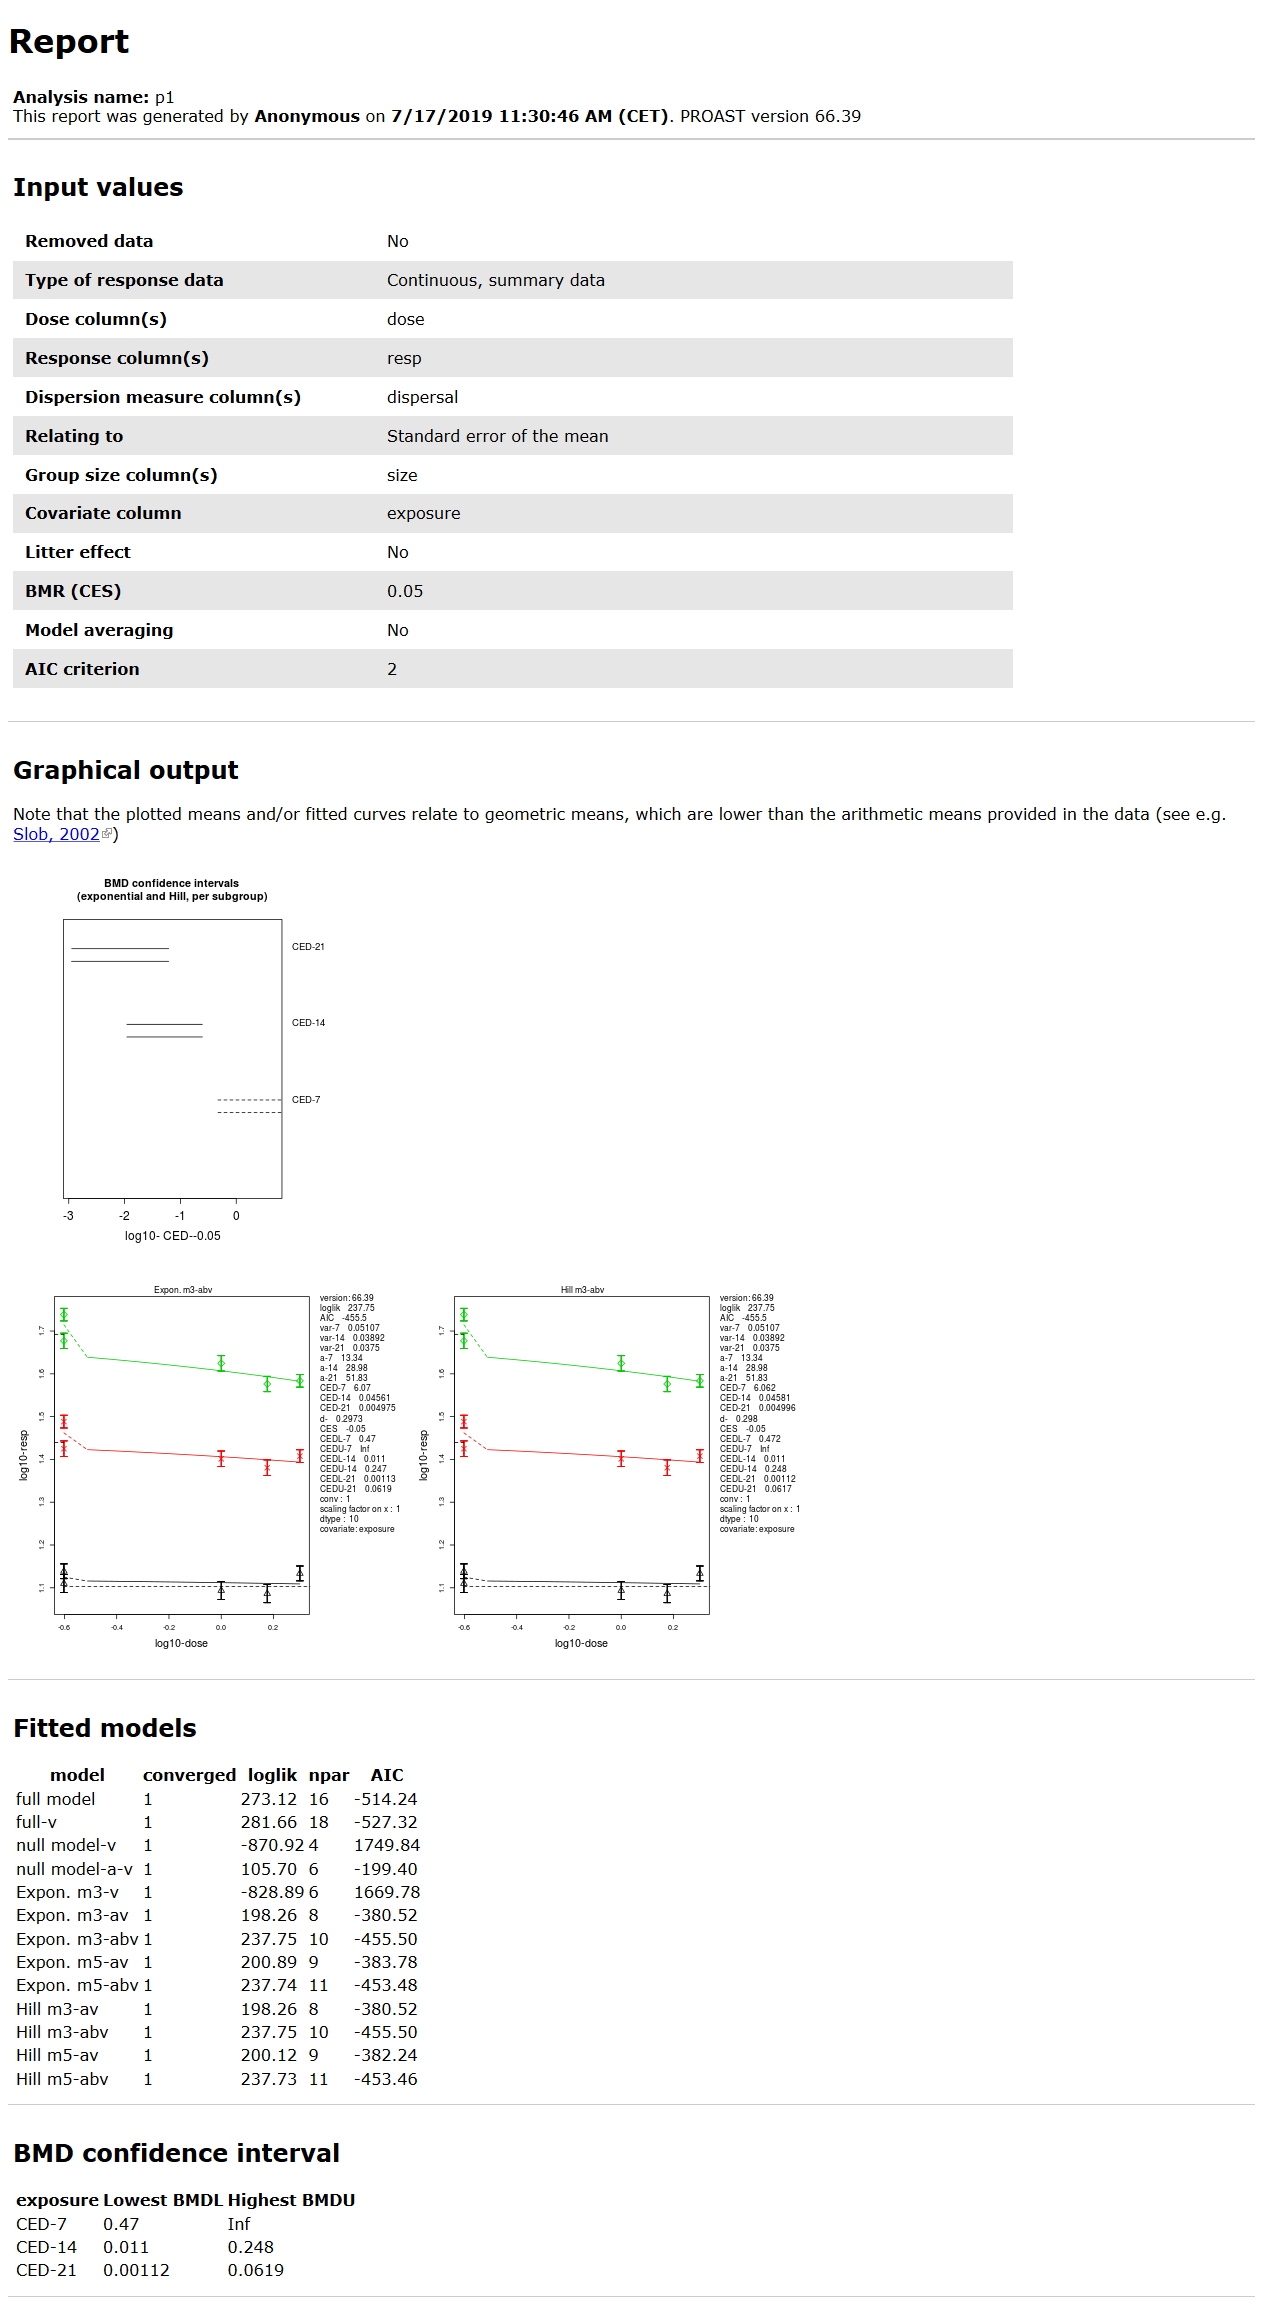 Report
Analysis name: p1
This report was generated by Anonymous on 7/17/2019 11:30:46 AM (CET). PROAST version 66.39
Input values
Removed data No
Type of response data Continuous, summary data
Dose column(s) dose
Response column(s) resp
Dispersion measure column(s) dispersal
Relating to Standard error of the mean
Group size column(s) size
Covariate column exposure
Litter effect No
BMR (CES) 0.05
Model averaging No
AIC criterion 2
Graphical output
Note that the plotted means and/or fitted curves relate to geometric means, which are lower than the arithmetic means provided in the data (see e.g.
Slob, 2002)
BMD confidence intervals
(exponential and Hill, per subgroup)
CED-21
CED-14
CED-7
-3 -2 -1 0
log10- CED--0.05
Expon. m3-abv
log10-resp
1.7
1.6
1.5
1.4
1.3
1.2
1.1
-0.6 -0.4 -0.2 0.0 0.2
log10-dose
version: 66.39
loglik 237.75
AIC -455.5
var-7 0.05107
var-14 0.03892
var-21 0.0375
a-7 13.34
a-14 28.98
a-21 51.83
CED-7 6.07
CED-14 0.04561
CED-21 0.004975
d- 0.2973
CES -0.05
CEDL-7 0.47
CEDU-7 Inf
CEDL-14 0.011
CEDU-14 0.247
CEDL-21 0.00113
CEDU-21 0.0619
conv : 1
scaling factor on x : 1
dtype : 10
covariate: exposure
Hill m3-abv
log10-resp
1.7
1.6
1.5
1.4
1.3
1.2
1.1
-0.6 -0.4 -0.2 0.0 0.2
log10-dose
version: 66.39
loglik 237.75
AIC -455.5
var-7 0.05107
var-14 0.03892
var-21 0.0375
a-7 13.34
a-14 28.98
a-21 51.83
CED-7 6.062
CED-14 0.04581
CED-21 0.004996
d- 0.298
CES -0.05
CEDL-7 0.472
CEDU-7 Inf
CEDL-14 0.011
CEDU-14 0.248
CEDL-21 0.00112
CEDU-21 0.0617
conv : 1
scaling factor on x : 1
dtype : 10
covariate: exposure
Fitted models
model converged loglik npar AIC
full model 1 273.12 16 -514.24
full-v 1 281.66 18 -527.32
null model-v 1 -870.92 4 1749.84
null model-a-v 1 105.70 6 -199.40
Expon. m3-v 1 -828.89 6 1669.78
Expon. m3-av 1 198.26 8 -380.52
Expon. m3-abv 1 237.75 10 -455.50
Expon. m5-av 1 200.89 9 -383.78
Expon. m5-abv 1 237.74 11 -453.48
Hill m3-av 1 198.26 8 -380.52
Hill m3-abv 1 237.75 10 -455.50
Hill m5-av 1 200.12 9 -382.24
Hill m5-abv 1 237.73 11 -453.46
BMD confidence interval
exposure Lowest BMDL Highest BMDU
CED-7 0.47 Inf
CED-14 0.011 0.248
CED-21 0.00112 0.0619